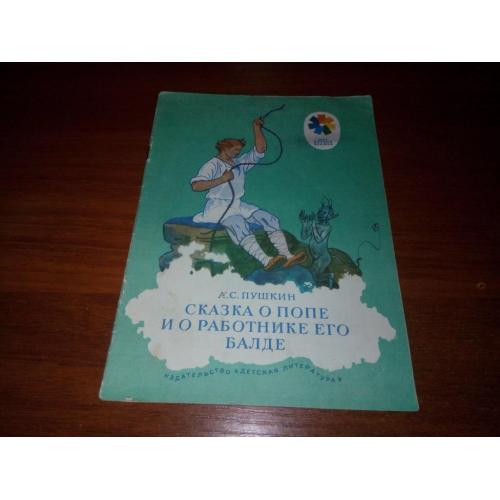 А.С. ПУШКИН
СКАЗКА О ПОПЕ
И О РАБОТНИКЕ ЕГО
БАЛДЕ
ИЗДАТЕЛЬСТВО «ДЕТСКАЯ ЛИТЕРАТУРА»